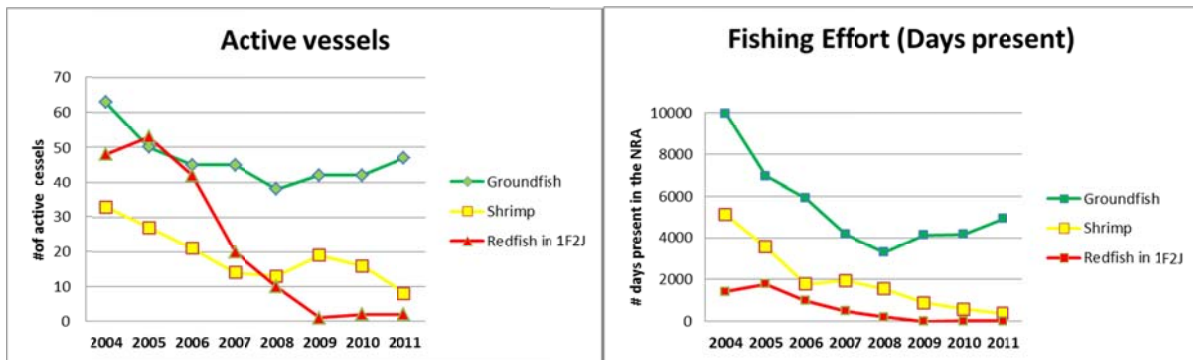 Active vessels
70
60
50
40
30
20
10
0
#of active cessels
2004 2005 2006 2007 2008 2009 2010 2011
Groundfish
Shrimp
Redfish in 1F2J
Fishing Effort (Days present)
10000
8000
6000
4000
2000
0
# days present in the NRA
2004 2005 2006 2007 2008 2009 2010 2011
Groundfish
Shrimp
Redfish in 1F2J